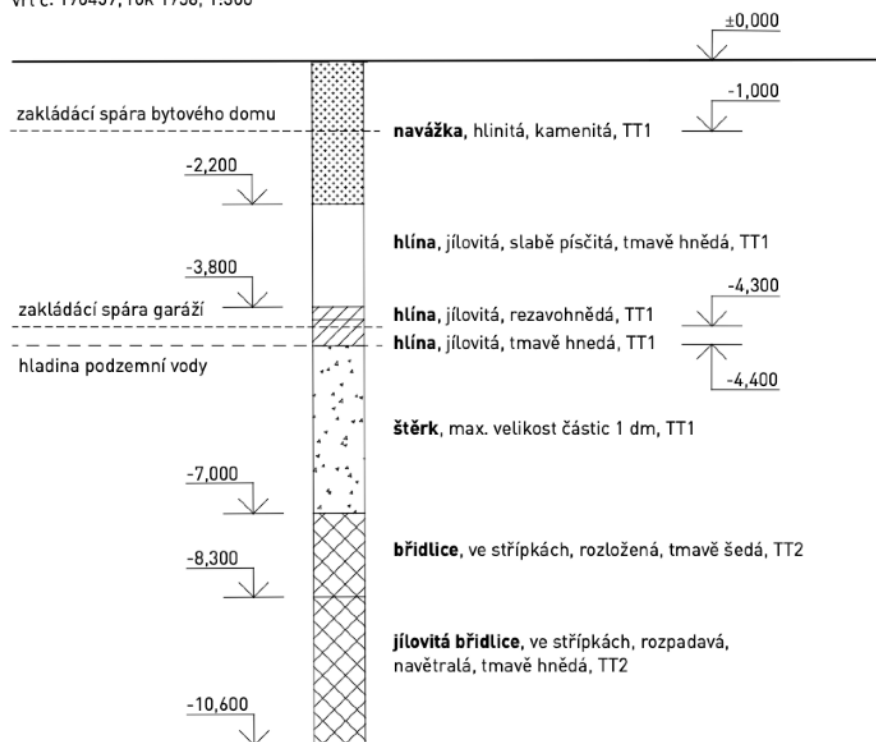 ±0,000
-1,000
zakládácí spára bytového domu
navážka, hlinitá, kamenitá, TT1
-2,200
hlína, jílovitá, slabě písčitá, tmavě hnědá, TT1
-3,800
-4,300
zakládácí spára garáží
hlína, jílovitá, rezavohnědá, TT1
hlína, jílovitá, tmavě hnedá, TT1
hladina podzemní vody
-4,400
štěrk, max. velikost částic 1 dm, TT1
-7,000
břidlice, ve střípkách, rozložená, tmavě šedá, TT2
-8,300
jílovitá břidlice, ve střípkách, rozpadavá,
navětralá, tmavě hnědá, TT2
-10,600